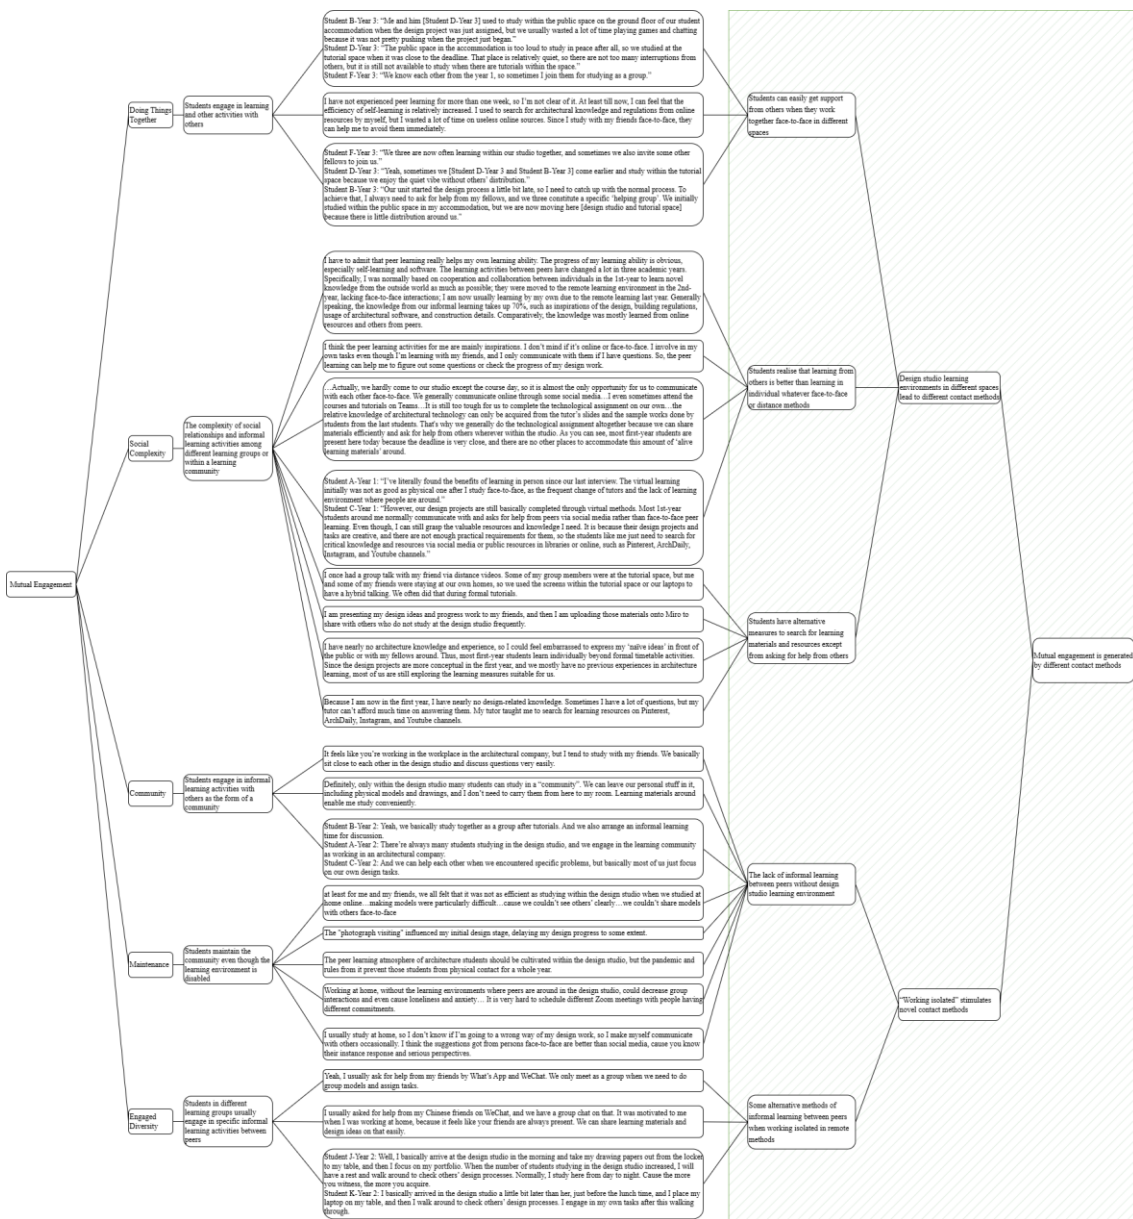 Mutual Engagement
Doing Things
Together
Students engage in learning
and other activities with
others
Student B-Year 3: “Me and him [Student D-Year 3] used to study within the public space on the ground floor of our student
accommodation when the design project was just assigned, but we usually wasted a lot of time playing games and chatting
because it was not pretty pushing when the project just began.”
Student D-Year 3: “The public space in the accommodation is too loud to study in peace after all, so we studied at the
tutorial space when it was close to the deadline. That place is relatively quiet, so there are not too many interruptions from
others, but it is still not available to study when there are tutorials within the space.”
Student F-Year 3: “We know each other from the year 1, so sometimes I join them for studying as a group.”
I have not experienced peer learning for more than one week, so I’m not clear of it. At least till now, I can feel that the
efficiency of self-learning is relatively increased. I used to search for architectural knowledge and regulations from online
resources by myself, but I wasted a lot of time on useless online sources. Since I study with my friends face-to-face, they
can help me to avoid them immediately.
Student F-Year 3: “We three are now often learning within our studio together, and sometimes we also invite some other
fellows to join us.”
Student D-Year 3: “Yeah, sometimes we [Student D-Year 3 and Student B-Year 3] come earlier and study within the tutorial
space because we enjoy the quiet vibe without others’ distribution.”
Student B-Year 3: “Our unit started the design process a little bit late, so I need to catch up with the normal process. To
achieve that, I always need to ask for help from my fellows, and we three constitute a specific ‘helping group’. We initially
studied within the public space in my accommodation, but we are now moving here [design studio and tutorial space]
because there is little distribution around us.”
Students can easily get support
from others when they work
together face-to-face in different
spaces
Social
Complexity
The complexity of social
relationships and informal
learning activities among
different learning groups or
within a learning
community
I have to admit that peer learning really helps my own learning ability. The progress of my learning ability is obvious,
especially self-learning and software. The learning activities between peers have changed a lot in three academic years.
Specifically, I was normally based on cooperation and collaboration between individuals in the 1st-year to learn novel
knowledge from the outside world as much as possible; they were moved to the remote learning environment in the 2nd-
year, lacking face-to-face interactions; I am now usually learning by my own due to the remote learning last year. Generally
speaking, the knowledge from our informal learning takes up 70%, such as inspirations of the design, building regulations,
usage of architectural software, and construction details. Comparatively, the knowledge was mostly learned from online
resources and others from peers.
I think the peer learning activities for me are mainly inspirations. I don’t mind if it’s online or face-to-face. I involve in my
own tasks even though I’m learning with my friends, and I only communicate with them if I have questions. So, the peer
learning can help me to figure out some questions or check the progress of my design work.
…Actually, we hardly come to our studio except the course day, so it is almost the only opportunity for us to communicate
with each other face-to-face. We generally communicate online through some social media…I even sometimes attend the
courses and tutorials on Teams…It is still too tough for us to complete the technological assignment on our own…the
relative knowledge of architectural technology can only be acquired from the tutor’s slides and the sample works done by
students from the last students. That’s why we generally do the technological assignment altogether because we can share
materials efficiently and ask for help from others wherever within the studio. As you can see, most first-year students are
present here today because the deadline is very close, and there are no other places to accommodate this amount of ‘alive
learning materials’ around.
Student A-Year 1: “I’ve literally found the benefits of learning in person since our last interview. The virtual learning
initially was not as good as physical one after I study face-to-face, as the frequent change of tutors and the lack of learning
environment where people are around.”
Student C-Year 1: “However, our design projects are still basically completed through virtual methods. Most 1st-year
students around me normally communicate with and asks for help from peers via social media rather than face-to-face peer
learning. Even though, I can still grasp the valuable resources and knowledge I need. It is because their design projects and
tasks are creative, and there are not enough practical requirements for them, so the students like me just need to search for
critical knowledge and resources via social media or public resources in libraries or online, such as Pinterest, ArchDaily,
Instagram, and Youtube channels.”
Students realise that learning from
others is better than learning in
individual whatever face-to-face
or distance methods
Design studio learning
environments in different spaces
lead to different contact methods
I once had a group talk with my friend via distance videos. Some of my group members were at the tutorial space, but me
and some of my friends were staying at our own homes, so we used the screens within the tutorial space or our laptops to
have a hybrid talking. We often did that during formal tutorials.
I am presenting my design ideas and progress work to my friends, and then I am uploading those materials onto Miro to
share with others who do not study at the design studio frequently.
I have nearly no architecture knowledge and experience, so I could feel embarrassed to express my ‘naïve ideas’ in front of
the public or with my fellows around. Thus, most first-year students learn individually beyond formal timetable activities.
Since the design projects are more conceptual in the first year, and we mostly have no previous experiences in architecture
learning, most of us are still exploring the learning measures suitable for us.
Because I am now in the first year, I have nearly no design-related knowledge. Sometimes I have a lot of questions, but my
tutor can’t afford much time on answering them. My tutor taught me to search for learning resources on Pinterest,
ArchDaily, Instagram, and Youtube channels.
Students have alternative
measures to search for learning
materials and resources except
from asking for help from others
Mutual engagement is generated
by different contact methods
Community
Students engage in informal
learning activities with
others as the form of a
community
It feels like you’re working in the workplace in the architectural company, but I tend to study with my friends. We basically
sit close to each other in the design studio and discuss questions very easily.
Definitely, only within the design studio many students can study in a “community”. We can leave our personal stuff in it,
including physical models and drawings, and I don’t need to carry them from here to my room. Learning materials around
enable me study conveniently.
Student B-Year 2: Yeah, we basically study together as a group after tutorials. And we also arrange an informal learning
time for discussion.
Student A-Year 2: There’re always many students studying in the design studio, and we engage in the learning community
as working in an architectural company.
Student C-Year 2: And we can help each other when we encountered specific problems, but basically most of us just focus
on our own design tasks.
The lack of informal learning
between peers without design
studio learning environment
Maintenance
Students maintain the
community even though the
learning environment is
disabled
at least for me and my friends, we all felt that it was not as efficient as studying within the design studio when we studied at
home online…making models were particularly difficult…cause we couldn’t see others’ clearly…we couldn’t share models
with others face-to-face
The "photograph visiting" influenced my initial design stage, delaying my design progress to some extent.
The peer learning atmosphere of architecture students should be cultivated within the design studio, but the pandemic and
rules from it prevent those students from physical contact for a whole year.
Working at home, without the learning environments where peers are around in the design studio, could decrease group
interactions and even cause loneliness and anxiety… It is very hard to schedule different Zoom meetings with people having
different commitments.
I usually study at home, so I don’t know if I’m going to a wrong way of my design work, so I make myself communicate
with others occasionally. I think the suggestions got from persons face-to-face are better than social media, cause you know
their instance response and serious perspectives.
“Working isolated” stimulates
novel contact methods
Engaged
Diversity
Students in different
learning groups usually
engage in specific informal
learning activities between
peers
Yeah, I usually ask for help from my friends by What’s App and WeChat. We only meet as a group when we need to do
group models and assign tasks.
I usually asked for help from my Chinese friends on WeChat, and we have a group chat on that. It was motivated to me
when I was working at home, because it feels like your friends are always present. We can share learning materials and
design ideas on that easily.
Student J-Year 2: Well, I basically arrive at the design studio in the morning and take my drawing papers out from the locker
to my table, and then I focus on my portfolio. When the number of students studying in the design studio increased, I will
have a rest and walk around to check others’ design processes. Normally, I study here from day to night. Cause the more
you witness, the more you acquire.
Student K-Year 2: I basically arrived in the design studio a little bit later than her, just before the lunch time, and I place my
laptop on my table, and then I walk around to check others’ design processes. I engage in my own tasks after this walking
through.
Some alternative methods of
informal learning between peers
when working isolated in remote
methods